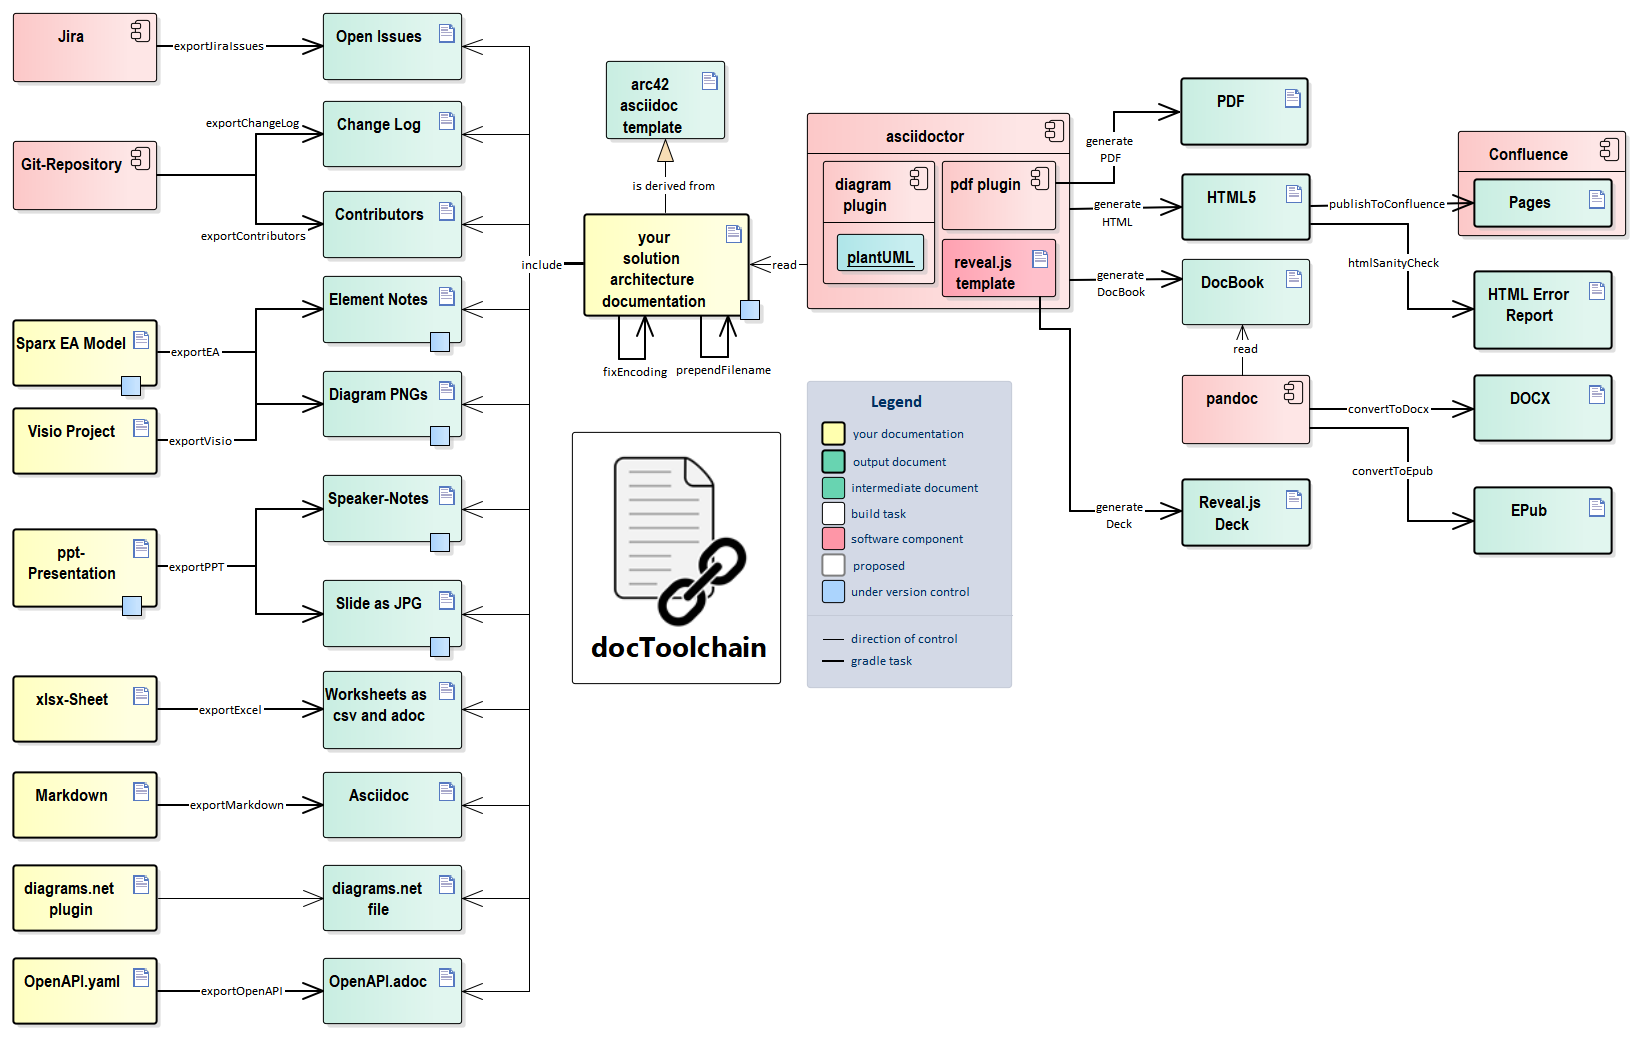 Jira
exportJiraIssues
Open Issues
Git-Repository
exportChangeLog
Change Log
exportContributors
Contributors
Sparx EA Model
exportEA
Element Notes
Visio Project
exportVisio
Diagram PNGs
ppt-
Presentation
exportPPT
Speaker-Notes
Slide as JPG
xlsx-Sheet
exportExcel
Worksheets as
csv and adoc
Markdown
exportMarkdown
Asciidoc
diagrams.net
plugin
diagrams.net
file
OpenAPI.yaml
exportOpenAPI
OpenAPI.adoc
include
arc42
asciidoc
template
is derived from
your
solution
architecture
documentation
fixEncoding
prependFilename
read
docToolchain
asciidoctor
diagram
plugin
plantUML
pdf plugin
reveal.js
template
Legend
your documentation
output document
intermediate document
build task
software component
proposed
under version control
direction of control
gradle task
generate
PDF
PDF
generate
HTML
HTML5
generate
DocBook
DocBook
read
pandoc
generate
Deck
Reveal.js
Deck
publishToConfluence
Confluence
Pages
htmlSanityCheck
HTML Error
Report
convertToDocx
DOCX
convertToEpub
EPub